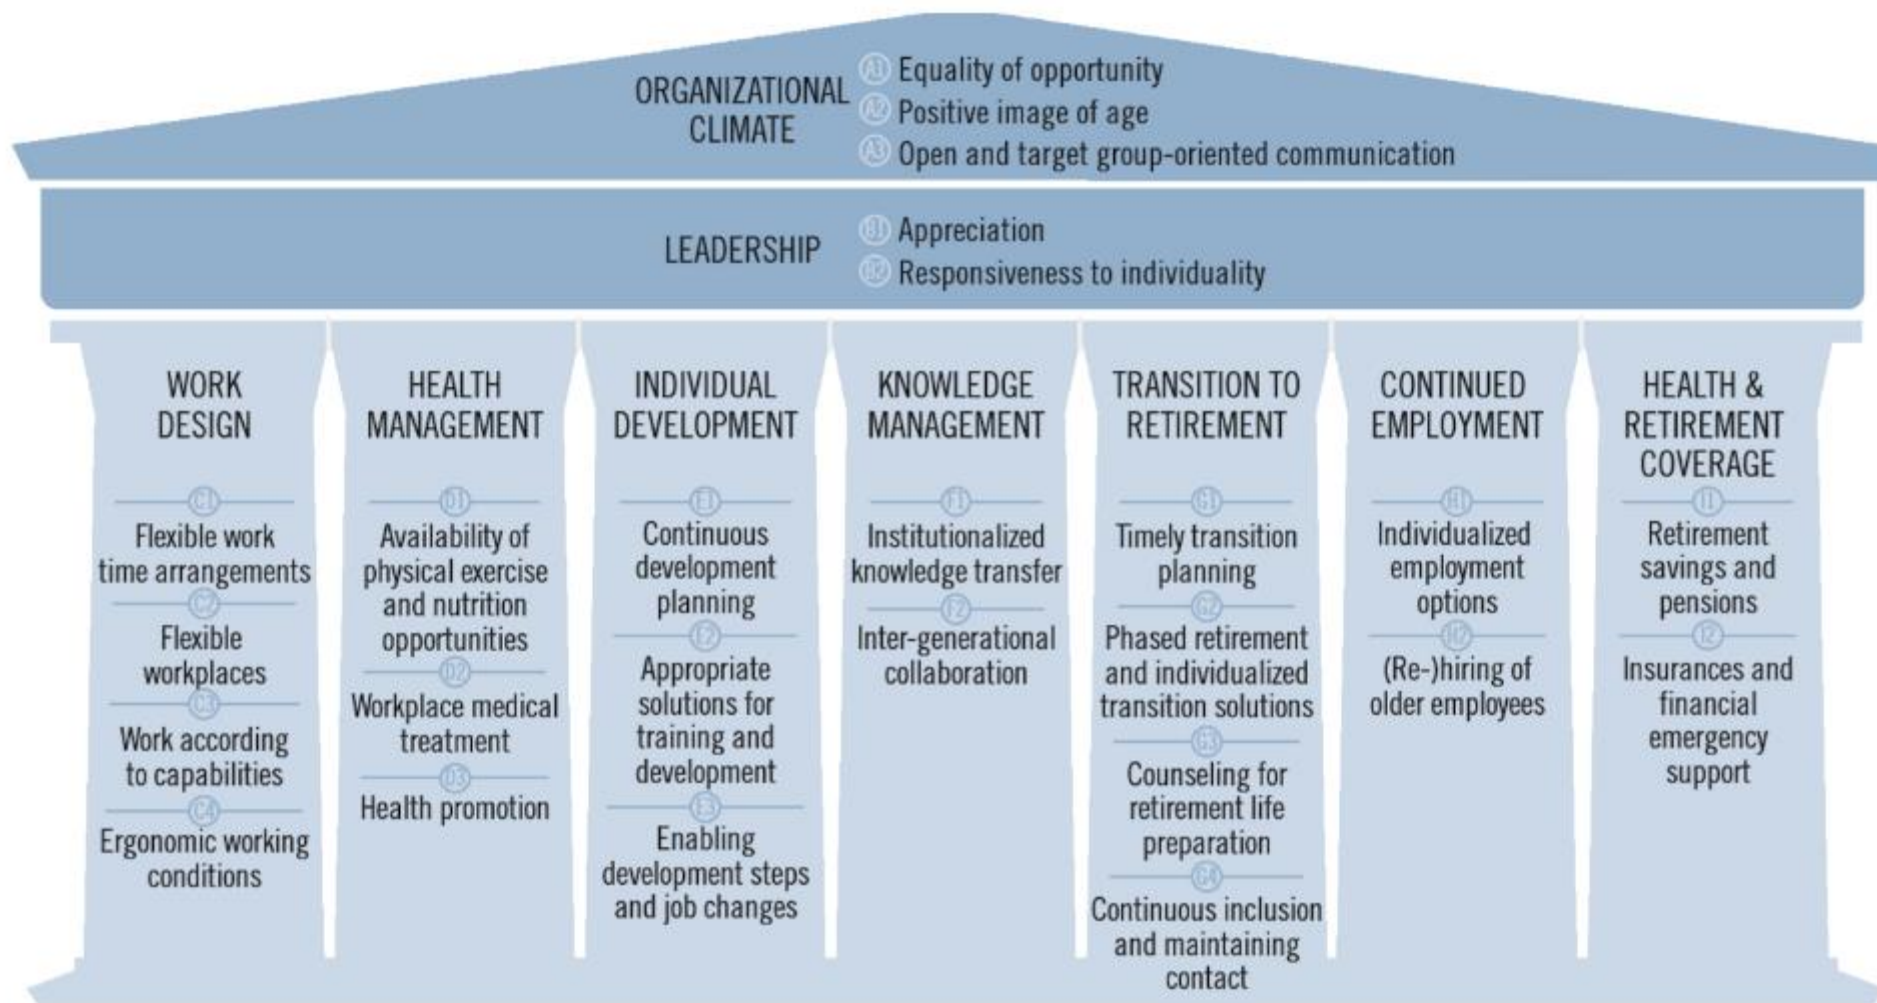 ORGANIZATIONAL
CLIMATE
A1 Equality of opportunity
A2 Positive image of age
A3 Open and target group-oriented communication
LEADERSHIP
B1 Appreciation
B2 Responsiveness to individuality
WORK
DESIGN
C1
Flexible work
time arrangements
C2
Flexible
workplaces
C3
Work according
to capabilities
C4
Ergonomic working
conditions
HEALTH
MANAGEMENT
D1
Availability of
physical exercise
and nutrition
opportunities
D2
Workplace medical
treatment
D3
Health promotion
INDIVIDUAL
DEVELOPMENT
E1
Continuous
development
planning
E2
Appropriate
solutions for
training and
development
E3
Enabling
development steps
and job changes
KNOWLEDGE
MANAGEMENT
F1
Institutionalized
knowledge transfer
F2
Inter-generational
collaboration
TRANSITION TO
RETIREMENT
G1
Timely transition
planning
G2
Phased retirement
and individualized
transition solutions
G3
Counseling for
retirement life
preparation
G4
Continuous inclusion
and maintaining
contact
CONTINUED
EMPLOYMENT
H1
Individualized
employment
options
H2
(Re-)hiring of
older employees
HEALTH &
RETIREMENT
COVERAGE
I1
Retirement
savings and
pensions
I2
Insurances and
financial
emergency
support